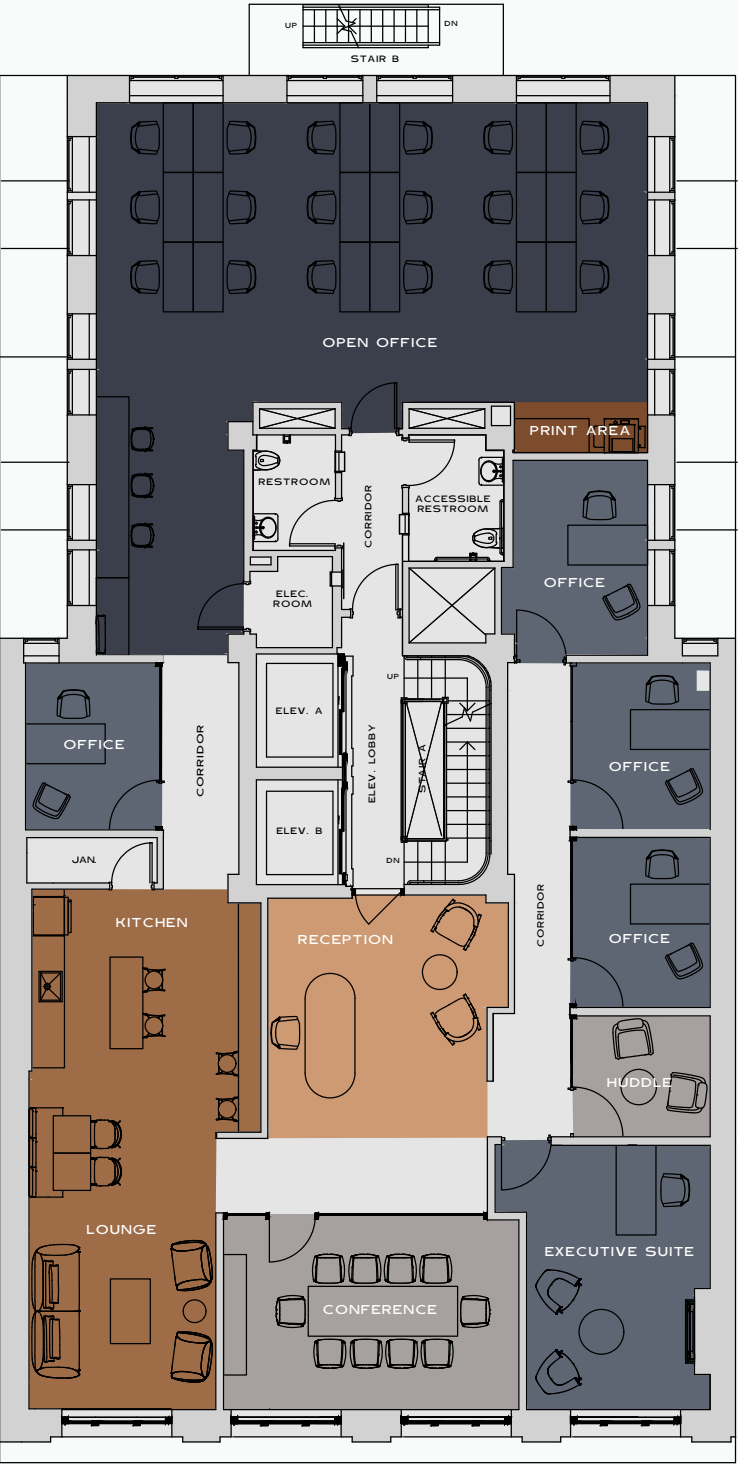 UP
DN
STAIR B
OPEN OFFICE
PRINT AREA
RESTROOM
CORRIDOR
ACCESSIBLE
RESTROOM
OFFICE
ELEC.
ROOM
UP
ELEV. A
OFFICE
CORRIDOR
ELEV. LOBBY
STAIR A
OFFICE
ELEV. B
JAN.
DN
KITCHEN
RECEPTION
CORRIDOR
OFFICE
HUDDLE
LOUNGE
EXECUTIVE SUITE
CONFERENCE